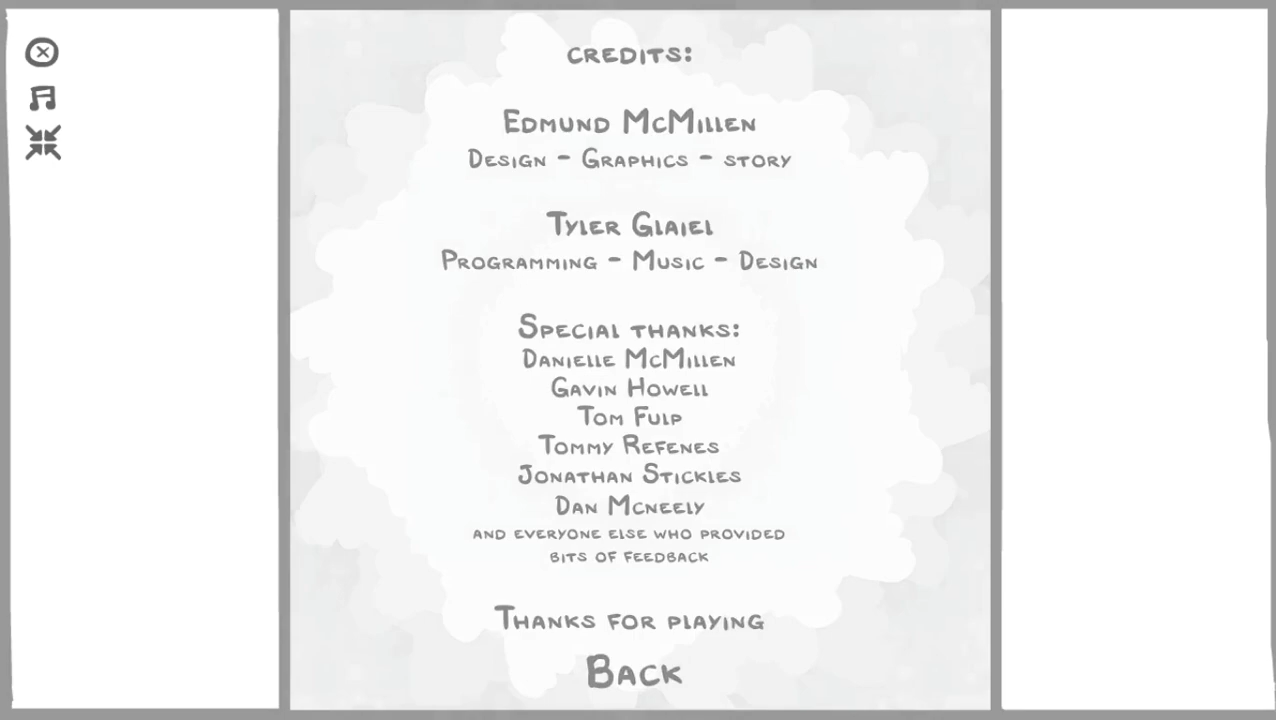 CREDITS:
EDMUND MCMILLEN
DESIGN - GRAPHICS - STORY
TYLER GLAIEL
PROGRAMMING - MUSIC - DESIGN
SPECIAL THANKS:
DANIELLE MCMILLEN
GAVIN HOWELL
TOM FULP
TOMMY REFENES
JONATHAN STICKLES
DAN MCNEELY
AND EVERYONE ELSE WHO PROVIDED
BITS OF FEEDBACK
THANKS FOR PLAYING
BACK